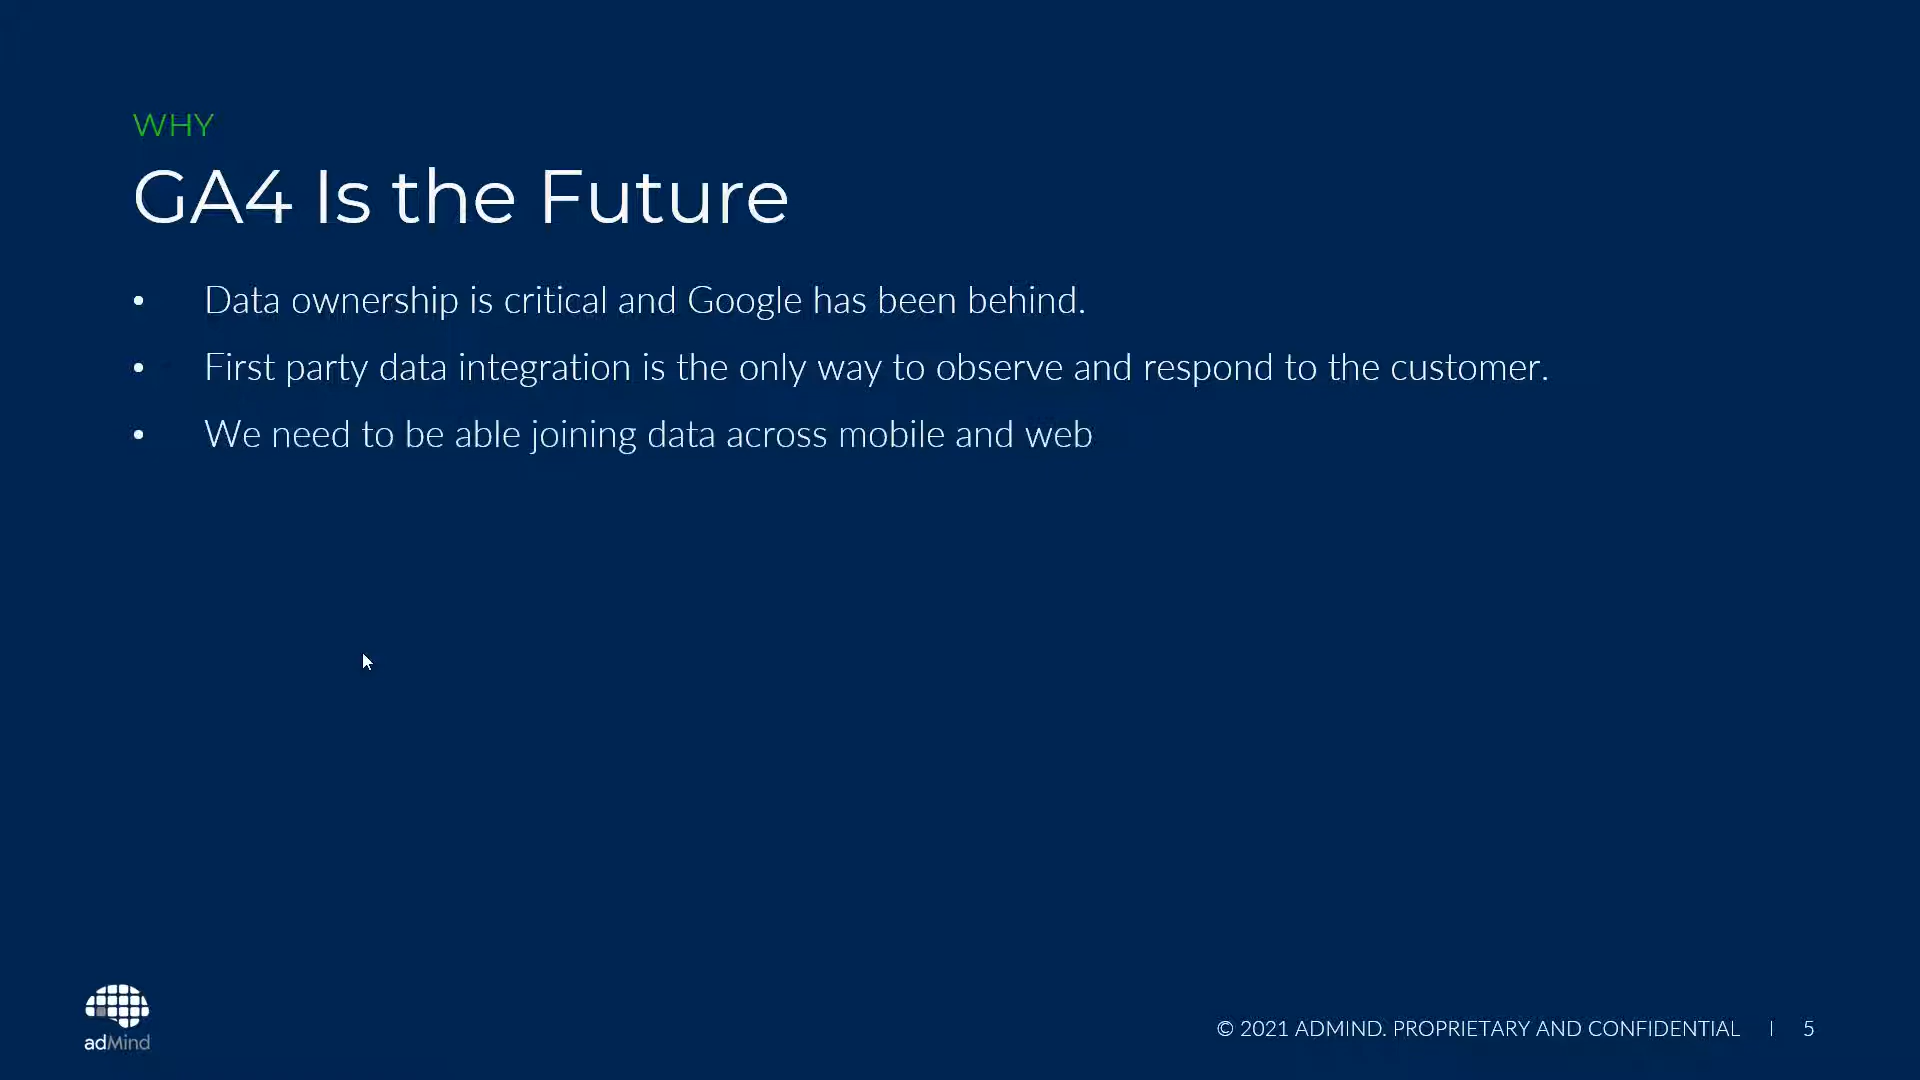 WHY
GA4 Is the Future
• Data ownership is critical and Google has been behind.
• First party data integration is the only way to observe and respond to the customer.
• We need to be able joining data across mobile and web
adMind
© 2021 ADMIND. PROPRIETARY AND CONFIDENTIAL | 5